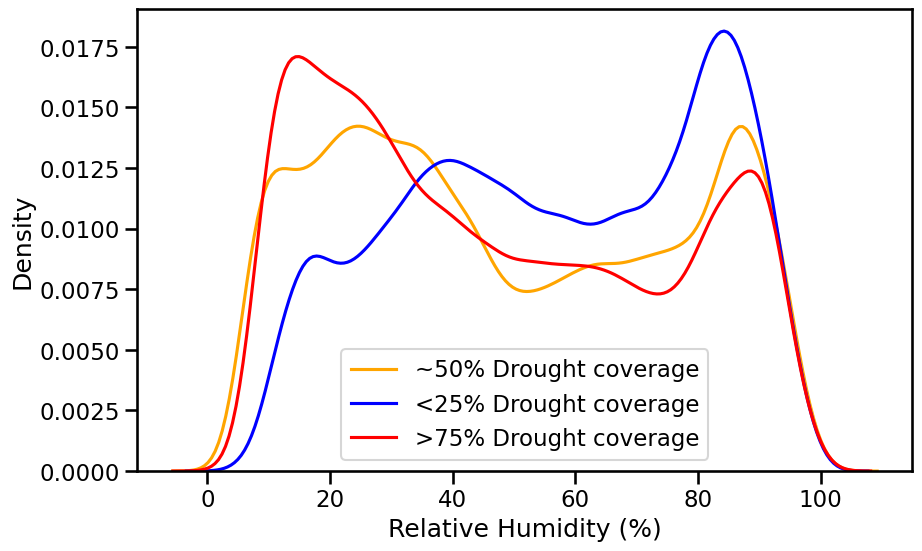 0.0175
0.0150
0.0125
0.0100
0.0075
0.0050
0.0025
0.0000
Density
~50% Drought coverage
<25% Drought coverage
>75% Drought coverage
0 20 40 60 80 100
Relative Humidity (%)